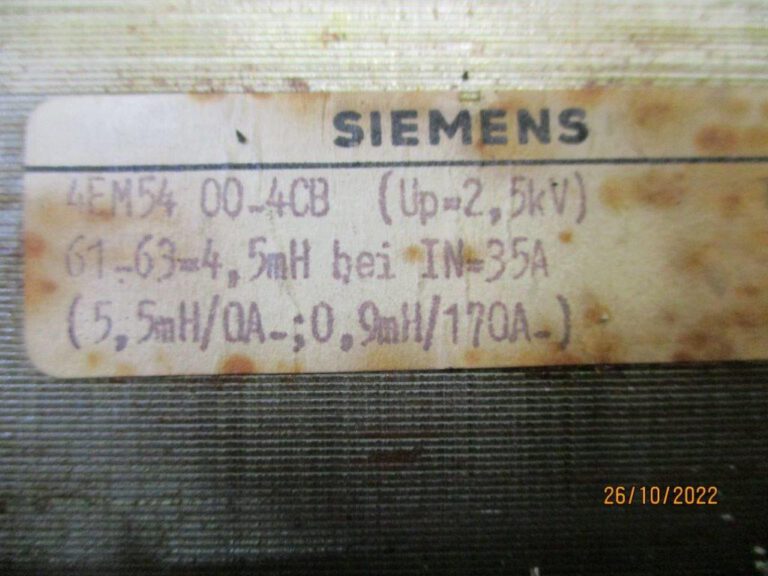 SIEMENS
4EM54 00-4CB (Up=2,5kV)
61-63=4,5mH bei IN=35A
(5,5mH/0A-;0,9mH/170A-)
26/10/2022